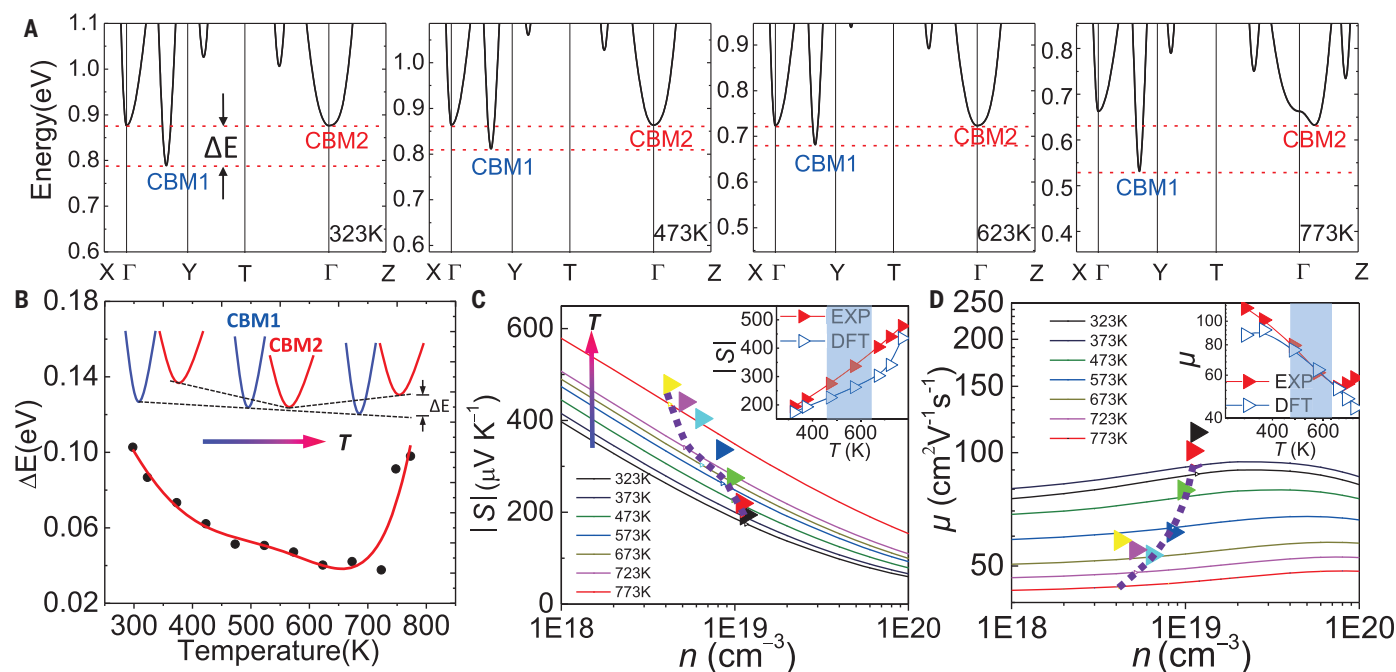 A
Energy(eV)
1.1
1.0
0.9
0.8
0.7
0.6
ΔE
CBM1
CBM2
323K
X Γ Y T Γ Z
1.1
1.0
0.9
0.8
0.7
0.6
CBM1
CBM2
473K
X Γ Y T Γ Z
0.9
0.8
0.7
0.6
0.5
CBM1
CBM2
623K
X Γ Y T Γ Z
0.8
0.7
0.6
0.5
0.4
CBM1
CBM2
773K
X Γ Y T Γ Z
B
ΔE(eV)
0.18
0.14
0.10
0.06
0.02
CBM1
CBM2
ΔE
T
300 400 500 600 700 800
Temperature(K)
C
|S|(μV K⁻¹)
600
400
200
0
T
323K
373K
473K
573K
673K
723K
773K
|S|
500
400
300
200
EXP
DFT
400 600
T (K)
1E18 1E19 1E20
n (cm⁻³)
D
μ (cm²V⁻¹s⁻¹)
250
200
150
100
50
323K
373K
473K
573K
673K
723K
773K
μ
100
80
60
40
EXP
DFT
400 600
T (K)
1E18 1E19 1E20
n (cm⁻³)